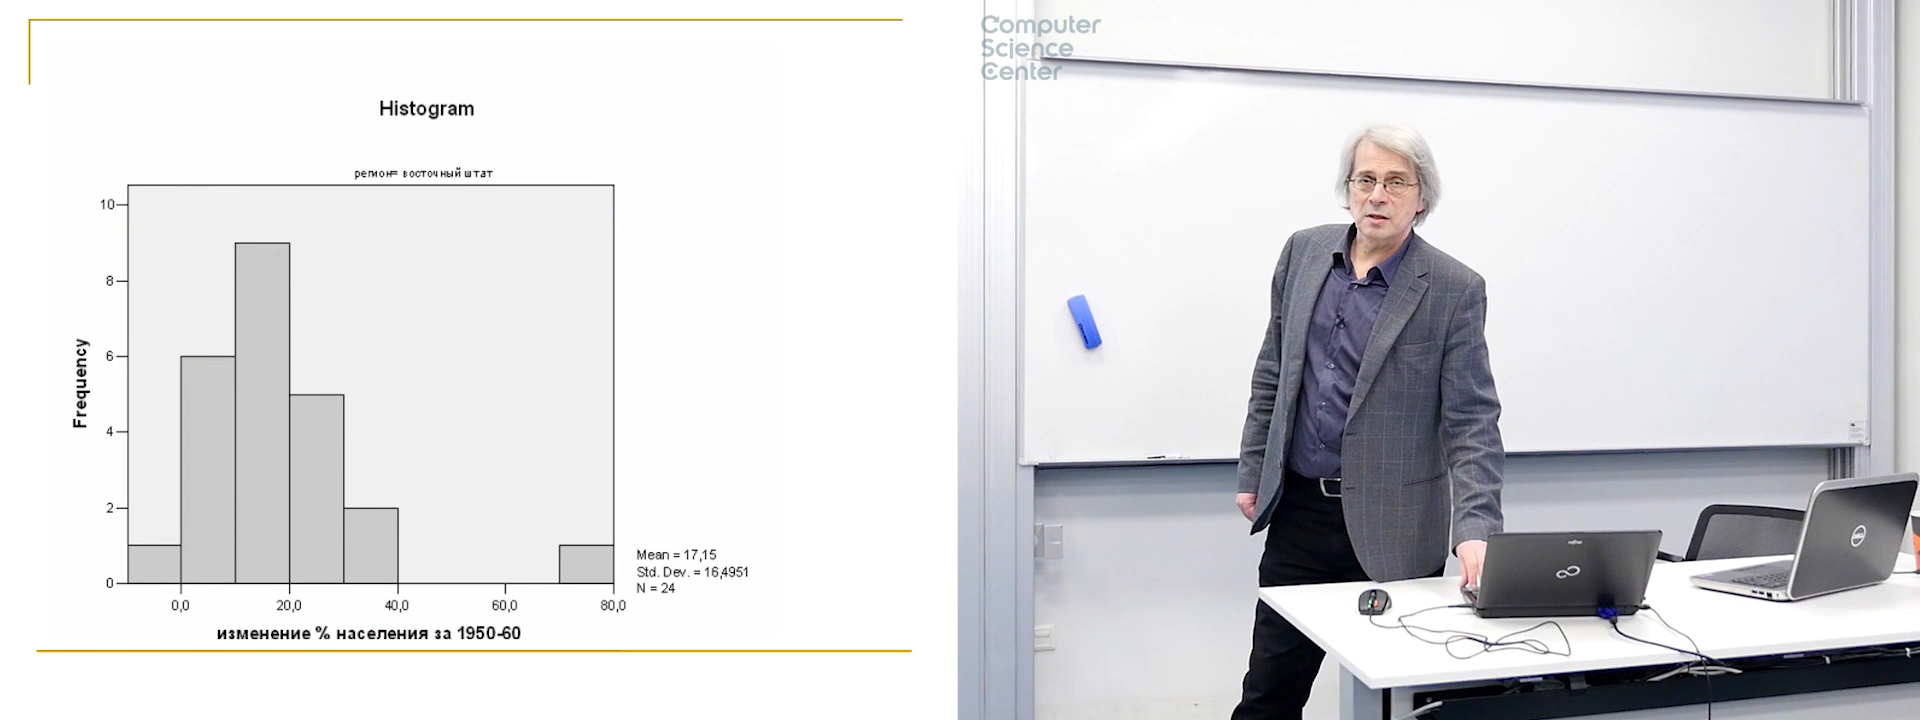 Histogram
регион= восточный штат
10
8
6
4
2
0
Frequency
0,0
20,0
40,0
60,0
80,0
изменение % населения за 1950-60
Mean = 17,15
Std. Dev. = 16,4951
N = 24
Computer
Science
Center
DELL